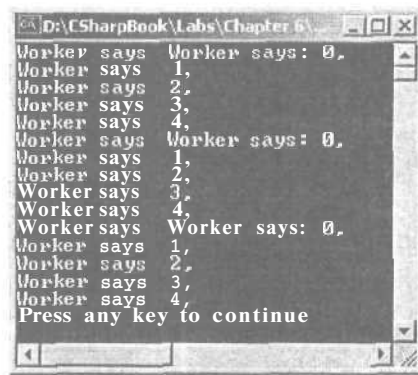 D:\CSharpBook\Labs\Chapter 6\...
Worker says  Worker says: 0,
Worker says  1,
Worker says  2,
Worker says  3,
Worker says  4,
Worker says  Worker says: 0,
Worker says  1,
Worker says  2,
Worker says  3,
Worker says  4,
Worker says  Worker says: 0,
Worker says  1,
Worker says  2,
Worker says  3,
Worker says  4,
Press any key to continue